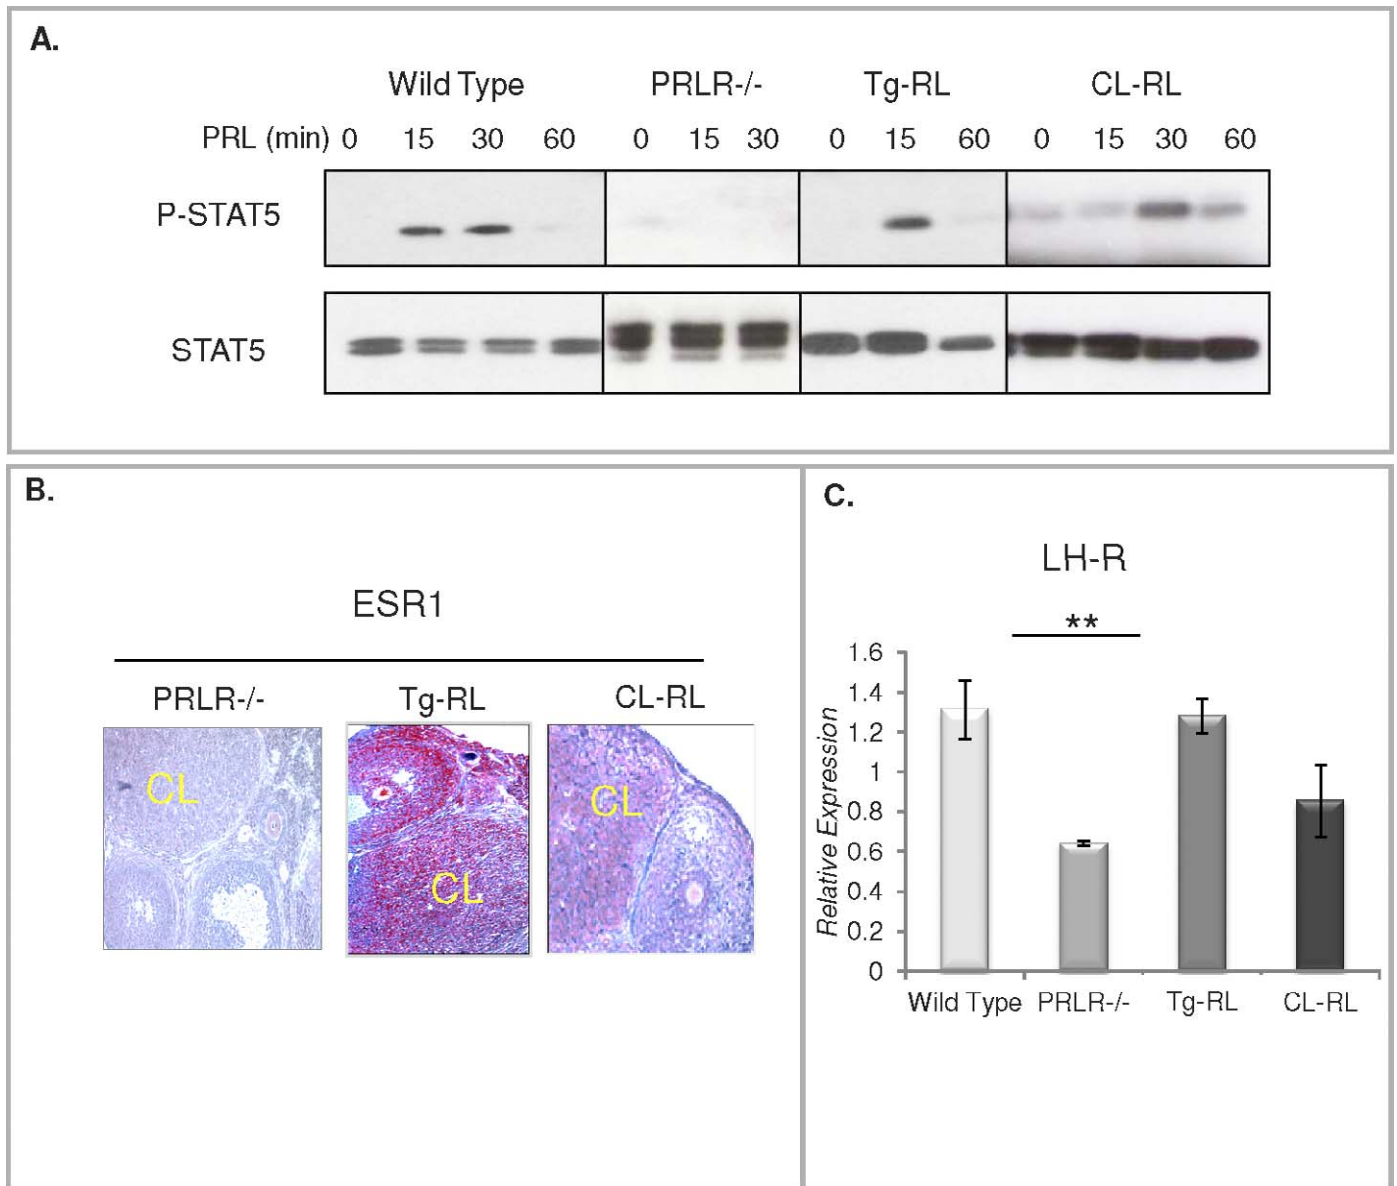 A.
Wild Type PRLR-/- Tg-RL CL-RL
PRL (min) 0 15 30 60 0 15 30 0 15 60 0 15 30 60
P-STAT5
STAT5
B.
ESR1
PRLR-/- Tg-RL CL-RL
CL CL CL
C.
LH-R
**
1.6
1.4
1.2
1
0.8
0.6
0.4
0.2
0
Relative Expression
Wild Type PRLR-/- Tg-RL CL-RL